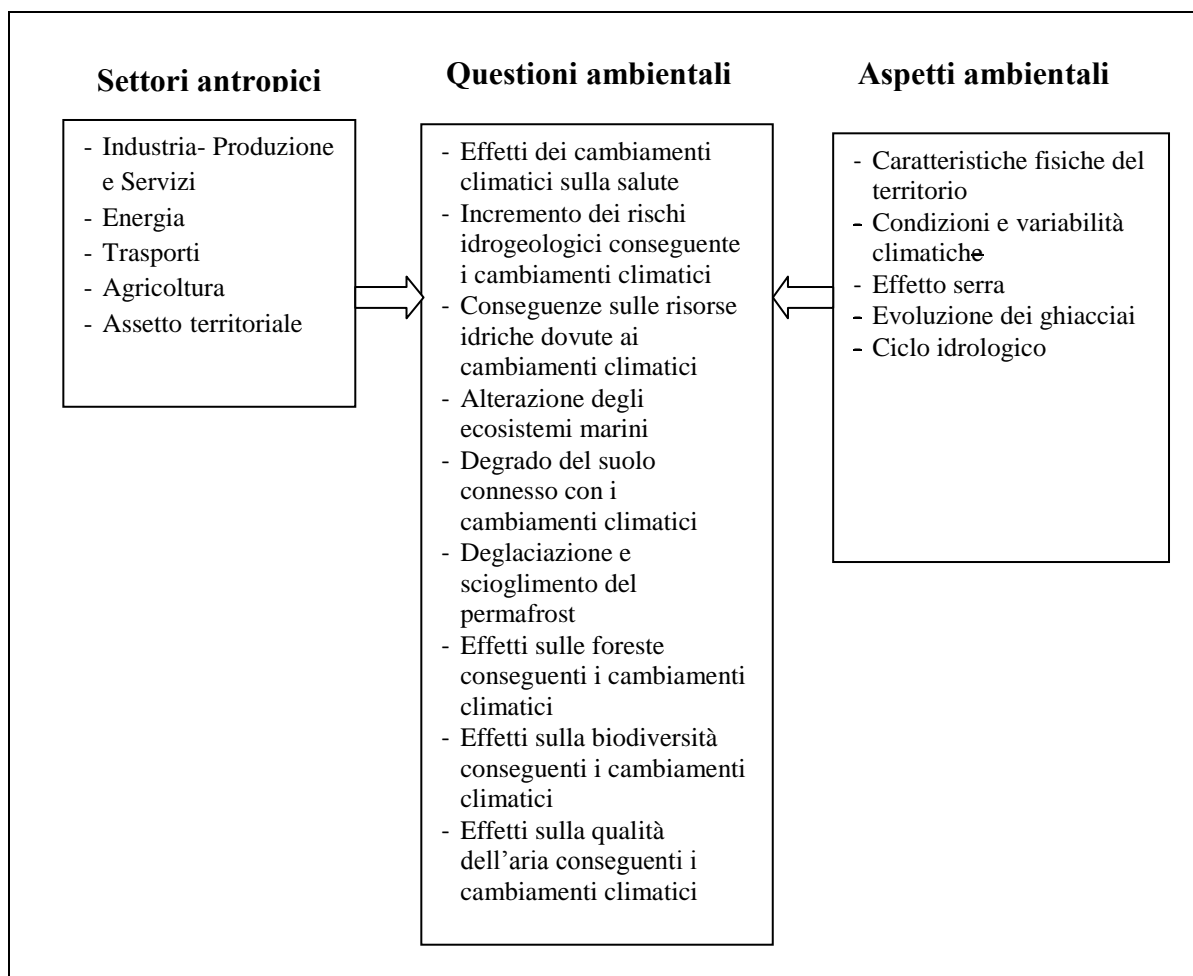 Settori antropici
- Industria- Produzione
e Servizi
- Energia
- Trasporti
- Agricoltura
- Assetto territoriale
Questioni ambientali
- Effetti dei cambiamenti
climatici sulla salute
- Incremento dei rischi
idrogeologici conseguente
i cambiamenti climatici
- Conseguenze sulle risorse
idriche dovute ai
cambiamenti climatici
- Alterazione degli
ecosistemi marini
- Degrado del suolo
connesso con i
cambiamenti climatici
- Deglaciazione e
scioglimento del
permafrost
- Effetti sulle foreste
conseguenti i cambiamenti
climatici
- Effetti sulla biodiversità
conseguenti i cambiamenti
climatici
- Effetti sulla qualità
dell’aria conseguenti i
cambiamenti climatici
Aspetti ambientali
- Caratteristiche fisiche del
territorio
- Condizioni e variabilità
climatiche
- Effetto serra
- Evoluzione dei ghiacciai
- Ciclo idrologico